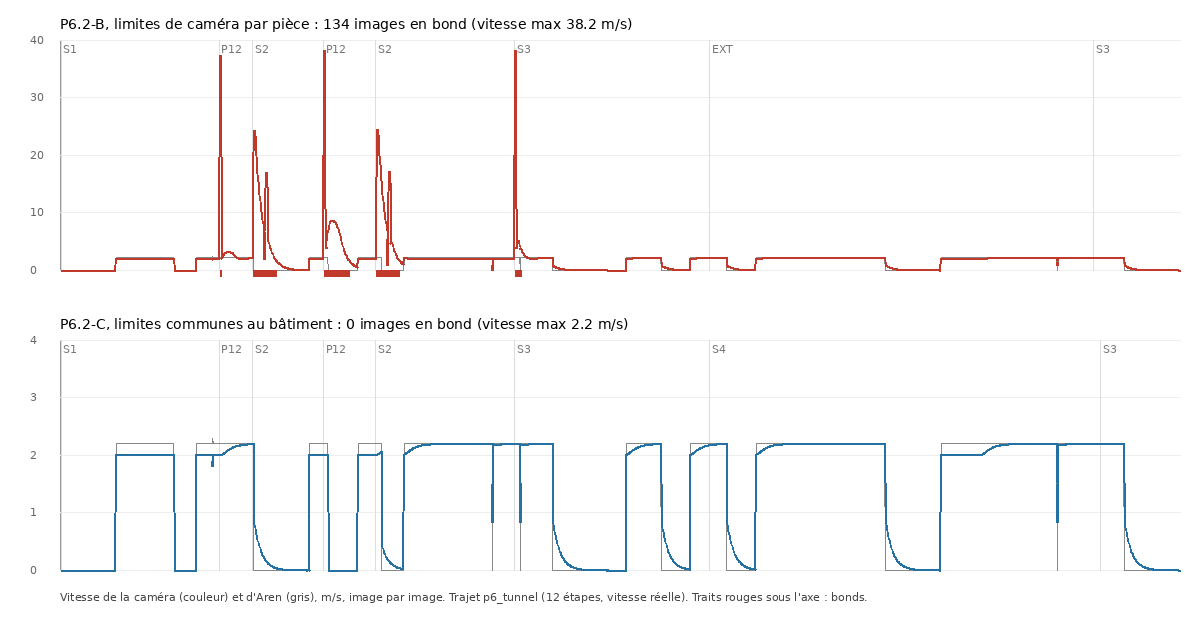 P6.2-B, limites de caméra par pièce : 134 images en bond (vitesse max 38.2 m/s)
40
S1 P12 S2 P12 S2 S3 EXT S3
30
20
10
0
P6.2-C, limites communes au bâtiment : 0 images en bond (vitesse max 2.2 m/s)
4
S1 P12 S2 P12 S2 S3 S4 S3
3
2
1
0
Vitesse de la caméra (couleur) et d'Aren (gris), m/s, image par image. Trajet p6_tunnel (12 étapes, vitesse réelle). Traits rouges sous l'axe : bonds.